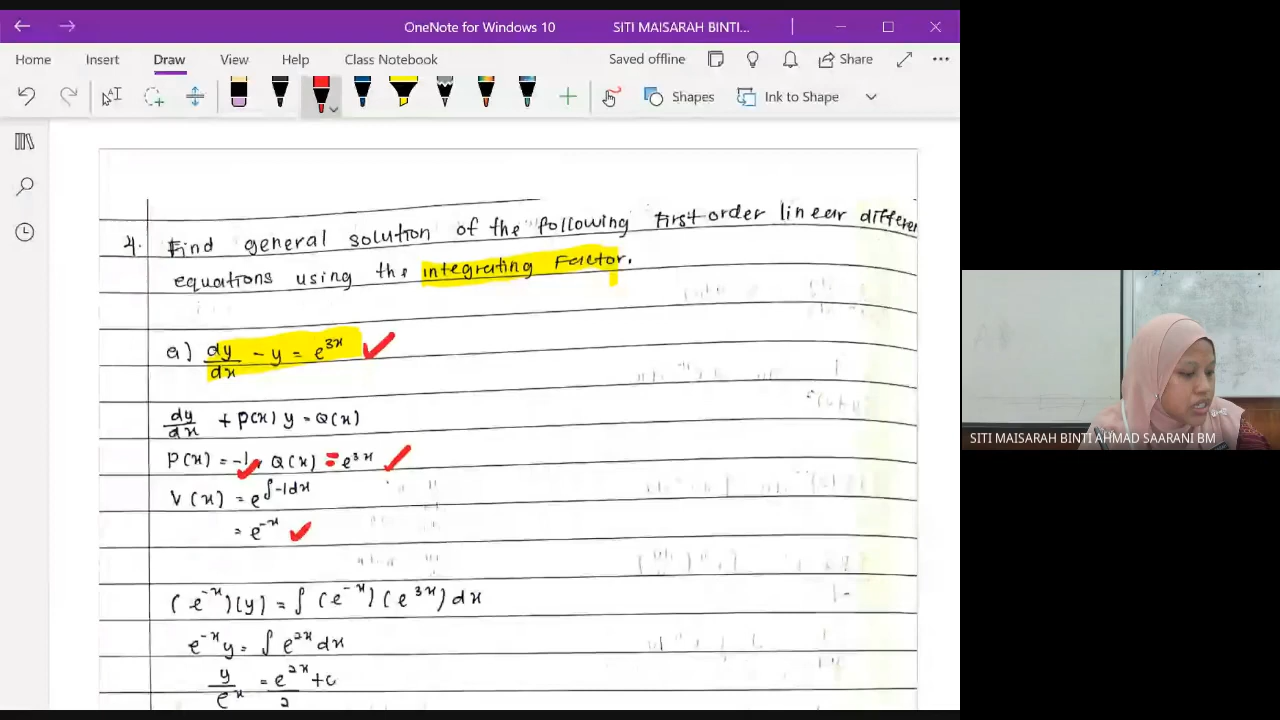 OneNote for Windows 10
SITI MAISARAH BINTI...
Home Insert Draw View Help Class Notebook
Saved offline
Share
Shapes
Ink to Shape
4. Find general solution of the following first order linear differen
equations using the integrating Factor.
a) dy/dx - y = e^3x
dy/dx + P(x) y = Q(x)
P(x) = -1, Q(x) = e^3x
V(x) = e^∫-1dx
= e^-x
(e^-x)(y) = ∫(e^-x)(e^3x) dx
e^-x y = ∫ e^2x dx
y/e^x = e^2x/2 + c
SITI MAISARAH BINTI AHMAD SAARANI BM